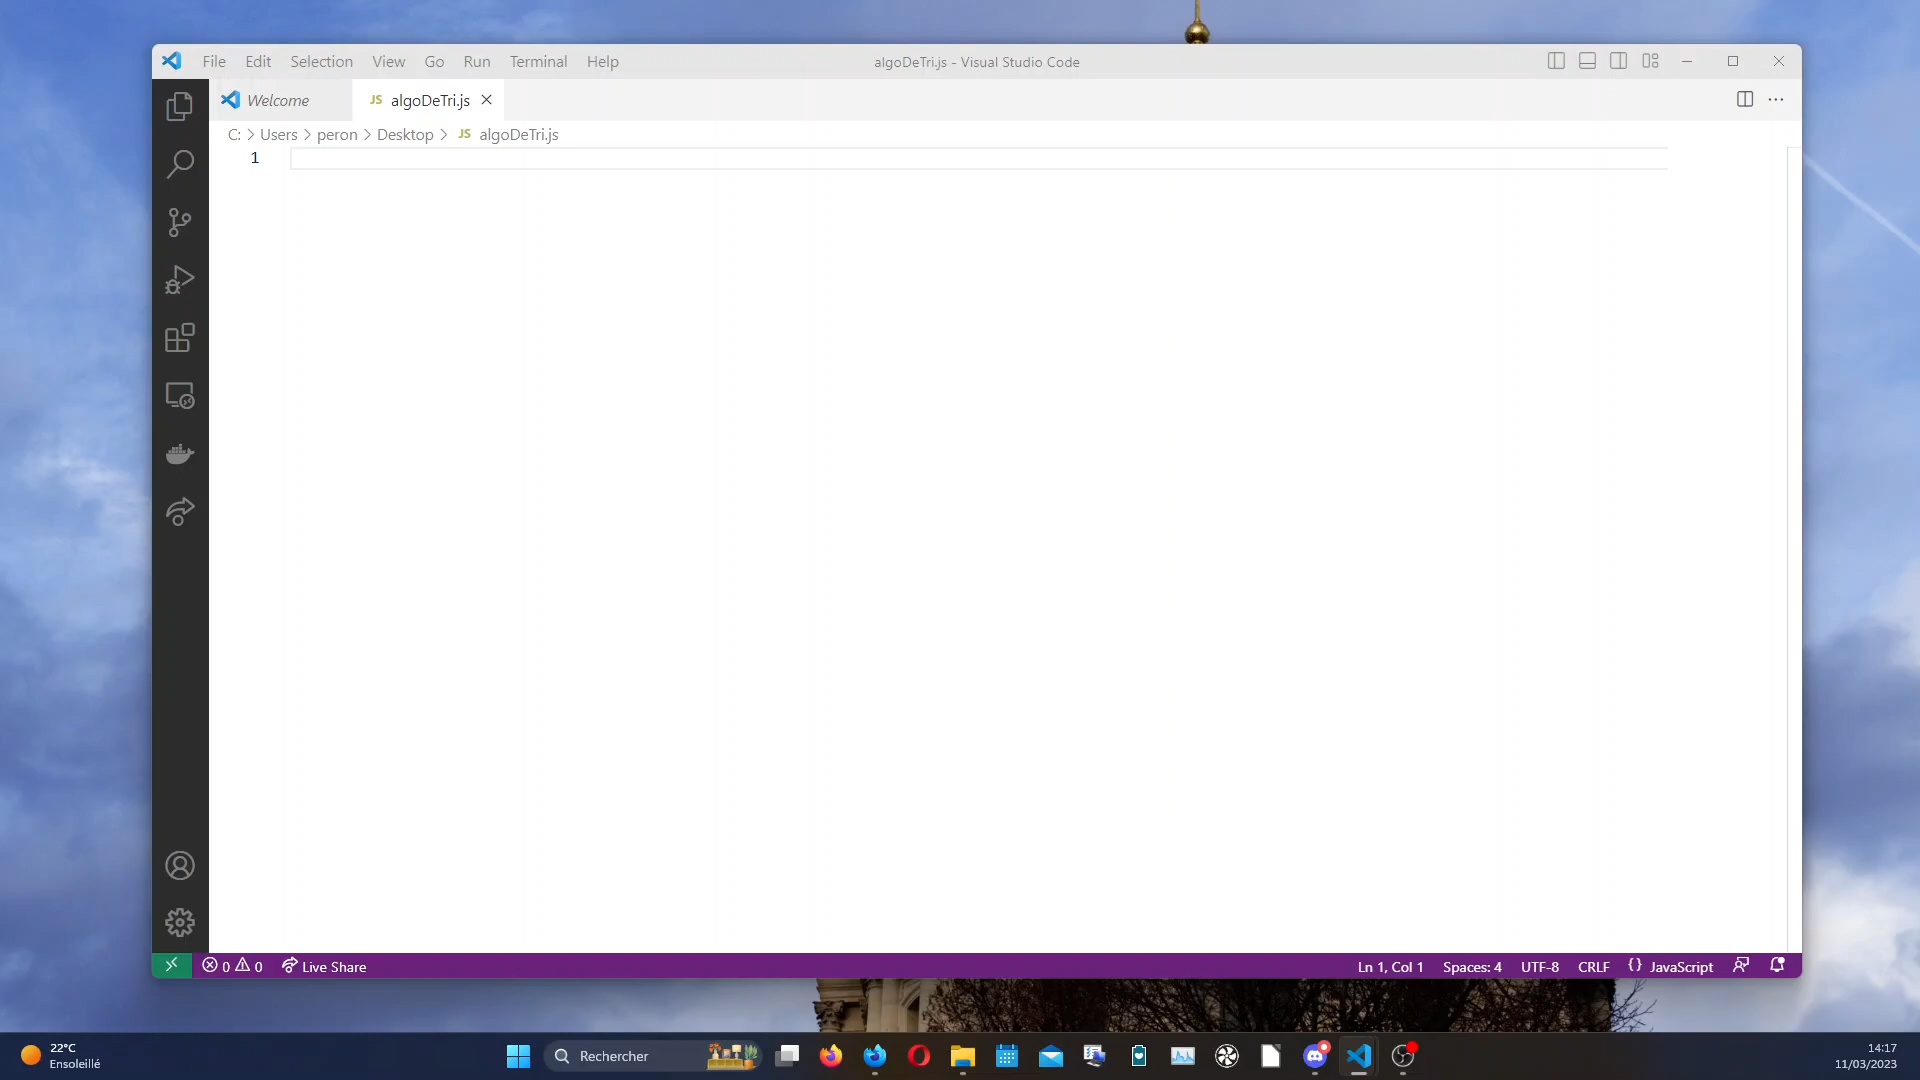 File Edit Selection View Go Run Terminal Help algoDeTri.js - Visual Studio Code
Welcome JS algoDeTri.js
C: > Users > peron > Desktop > JS algoDeTri.js
1
0 0 Live Share Ln 1, Col 1 Spaces: 4 UTF-8 CRLF {} JavaScript
22°C
Ensoleillé
Rechercher
14:17
11/03/2023